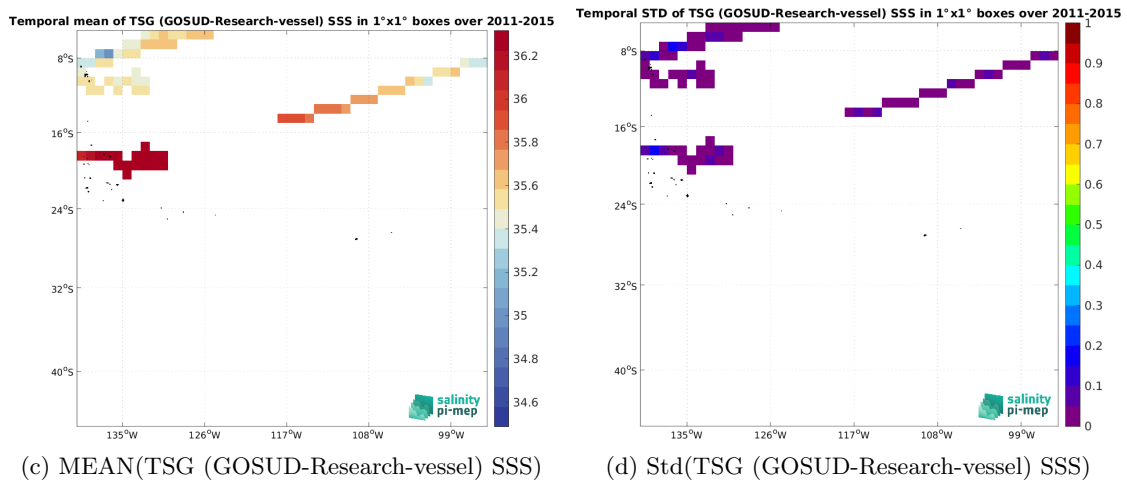 Temporal mean of TSG (GOSUD-Research-vessel) SSS in 1°x1° boxes over 2011-2015
8°S
16°S
24°S
32°S
40°S
135°W
126°W
117°W
108°W
99°W
36.2
36
35.8
35.6
35.4
35.2
35
34.8
34.6
salinity
pi-mep
(c) MEAN(TSG (GOSUD-Research-vessel) SSS)
Temporal STD of TSG (GOSUD-Research-vessel) SSS in 1°x1° boxes over 2011-2015
8°S
16°S
24°S
32°S
40°S
135°W
126°W
117°W
108°W
99°W
1
0.9
0.8
0.7
0.6
0.5
0.4
0.3
0.2
0.1
0
salinity
pi-mep
(d) Std(TSG (GOSUD-Research-vessel) SSS)